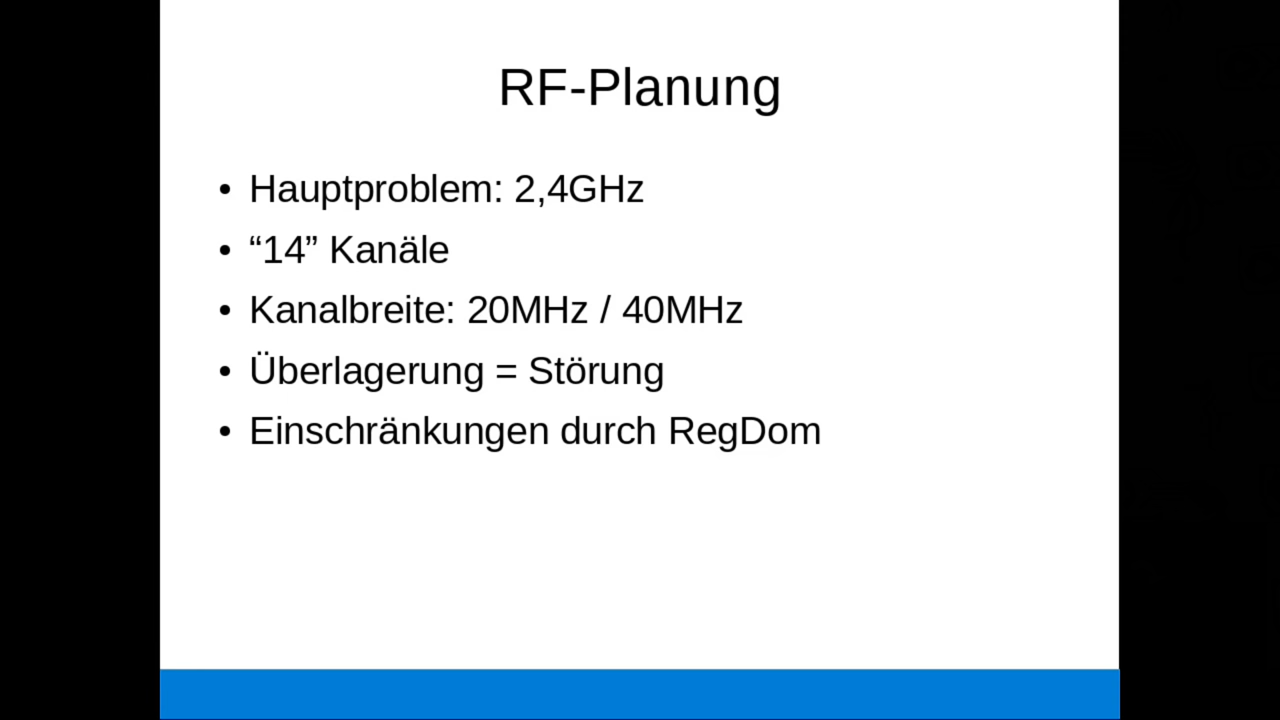 RF-Planung
• Hauptproblem: 2,4GHz
• “14” Kanäle
• Kanalbreite: 20MHz / 40MHz
• Überlagerung = Störung
• Einschränkungen durch RegDom